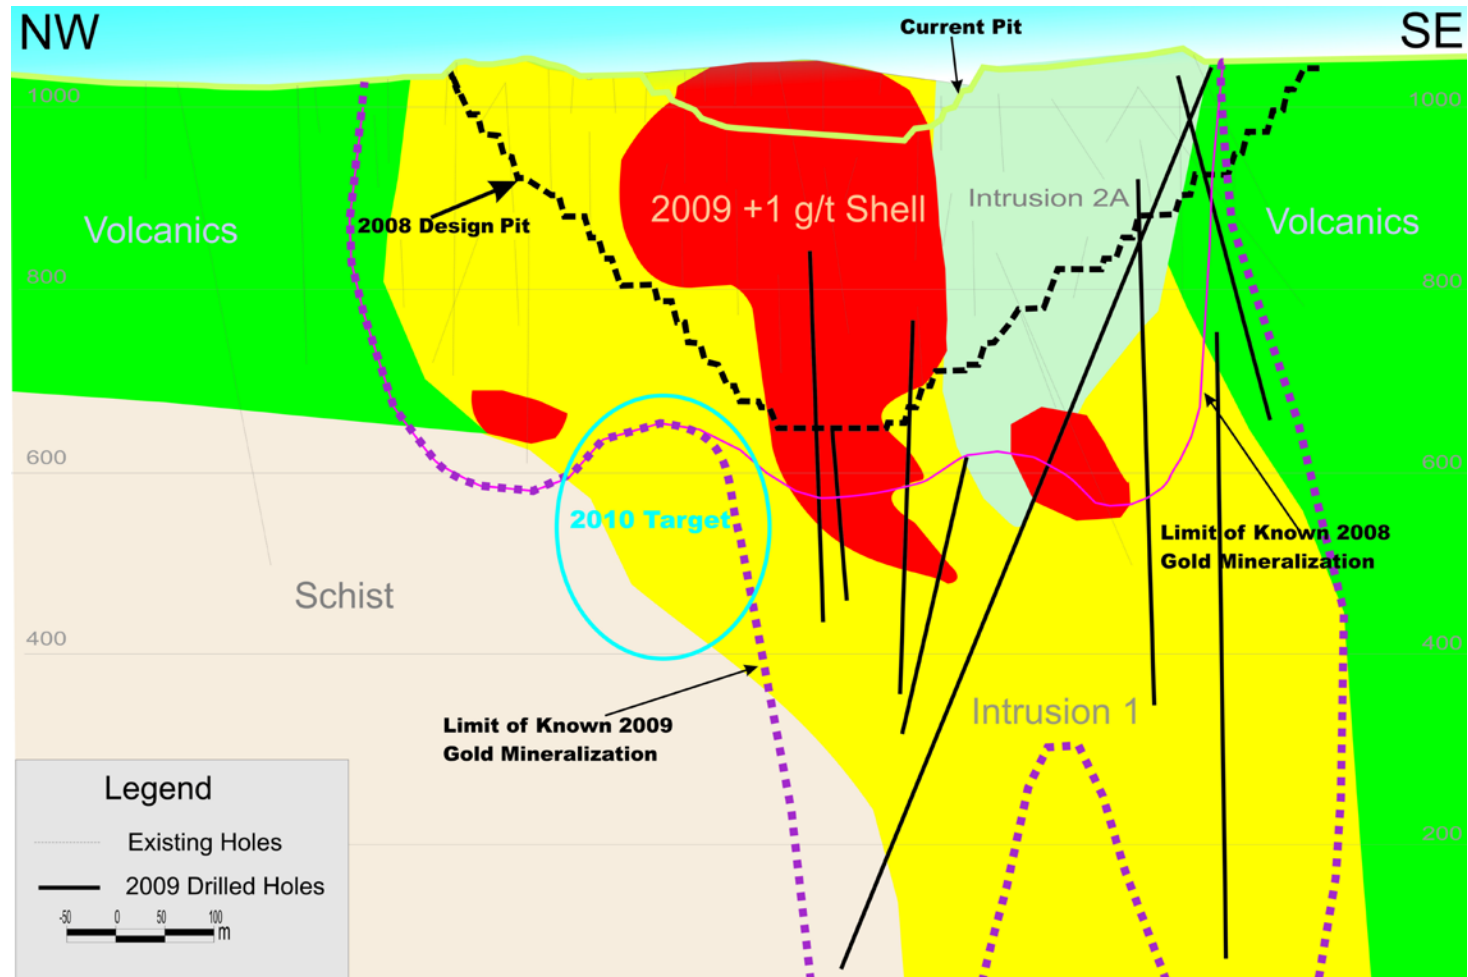 NW
SE
Current Pit
1000
1000
2009 +1 g/t Shell
Intrusion 2A
Volcanics
2008 Design Pit
Volcanics
800
800
600
600
2010 Target
Limit of Known 2008
Gold Mineralization
Schist
400
400
Limit of Known 2009
Gold Mineralization
Intrusion 1
200
Legend
Existing Holes
2009 Drilled Holes
-50 0 50 100
m